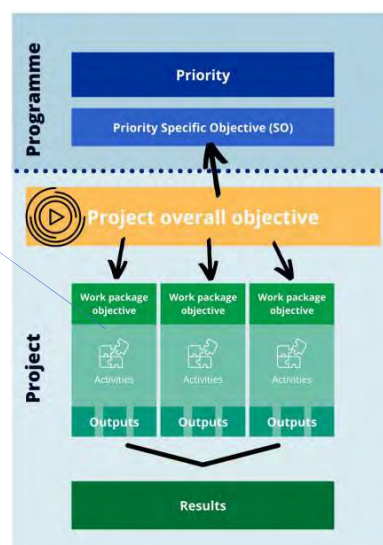 Programme
Priority
Priority Specific Objective (SO)
Project overall objective
Project
Work package objective
Work package objective
Work package objective
Activities
Activities
Activities
Outputs
Outputs
Outputs
Results